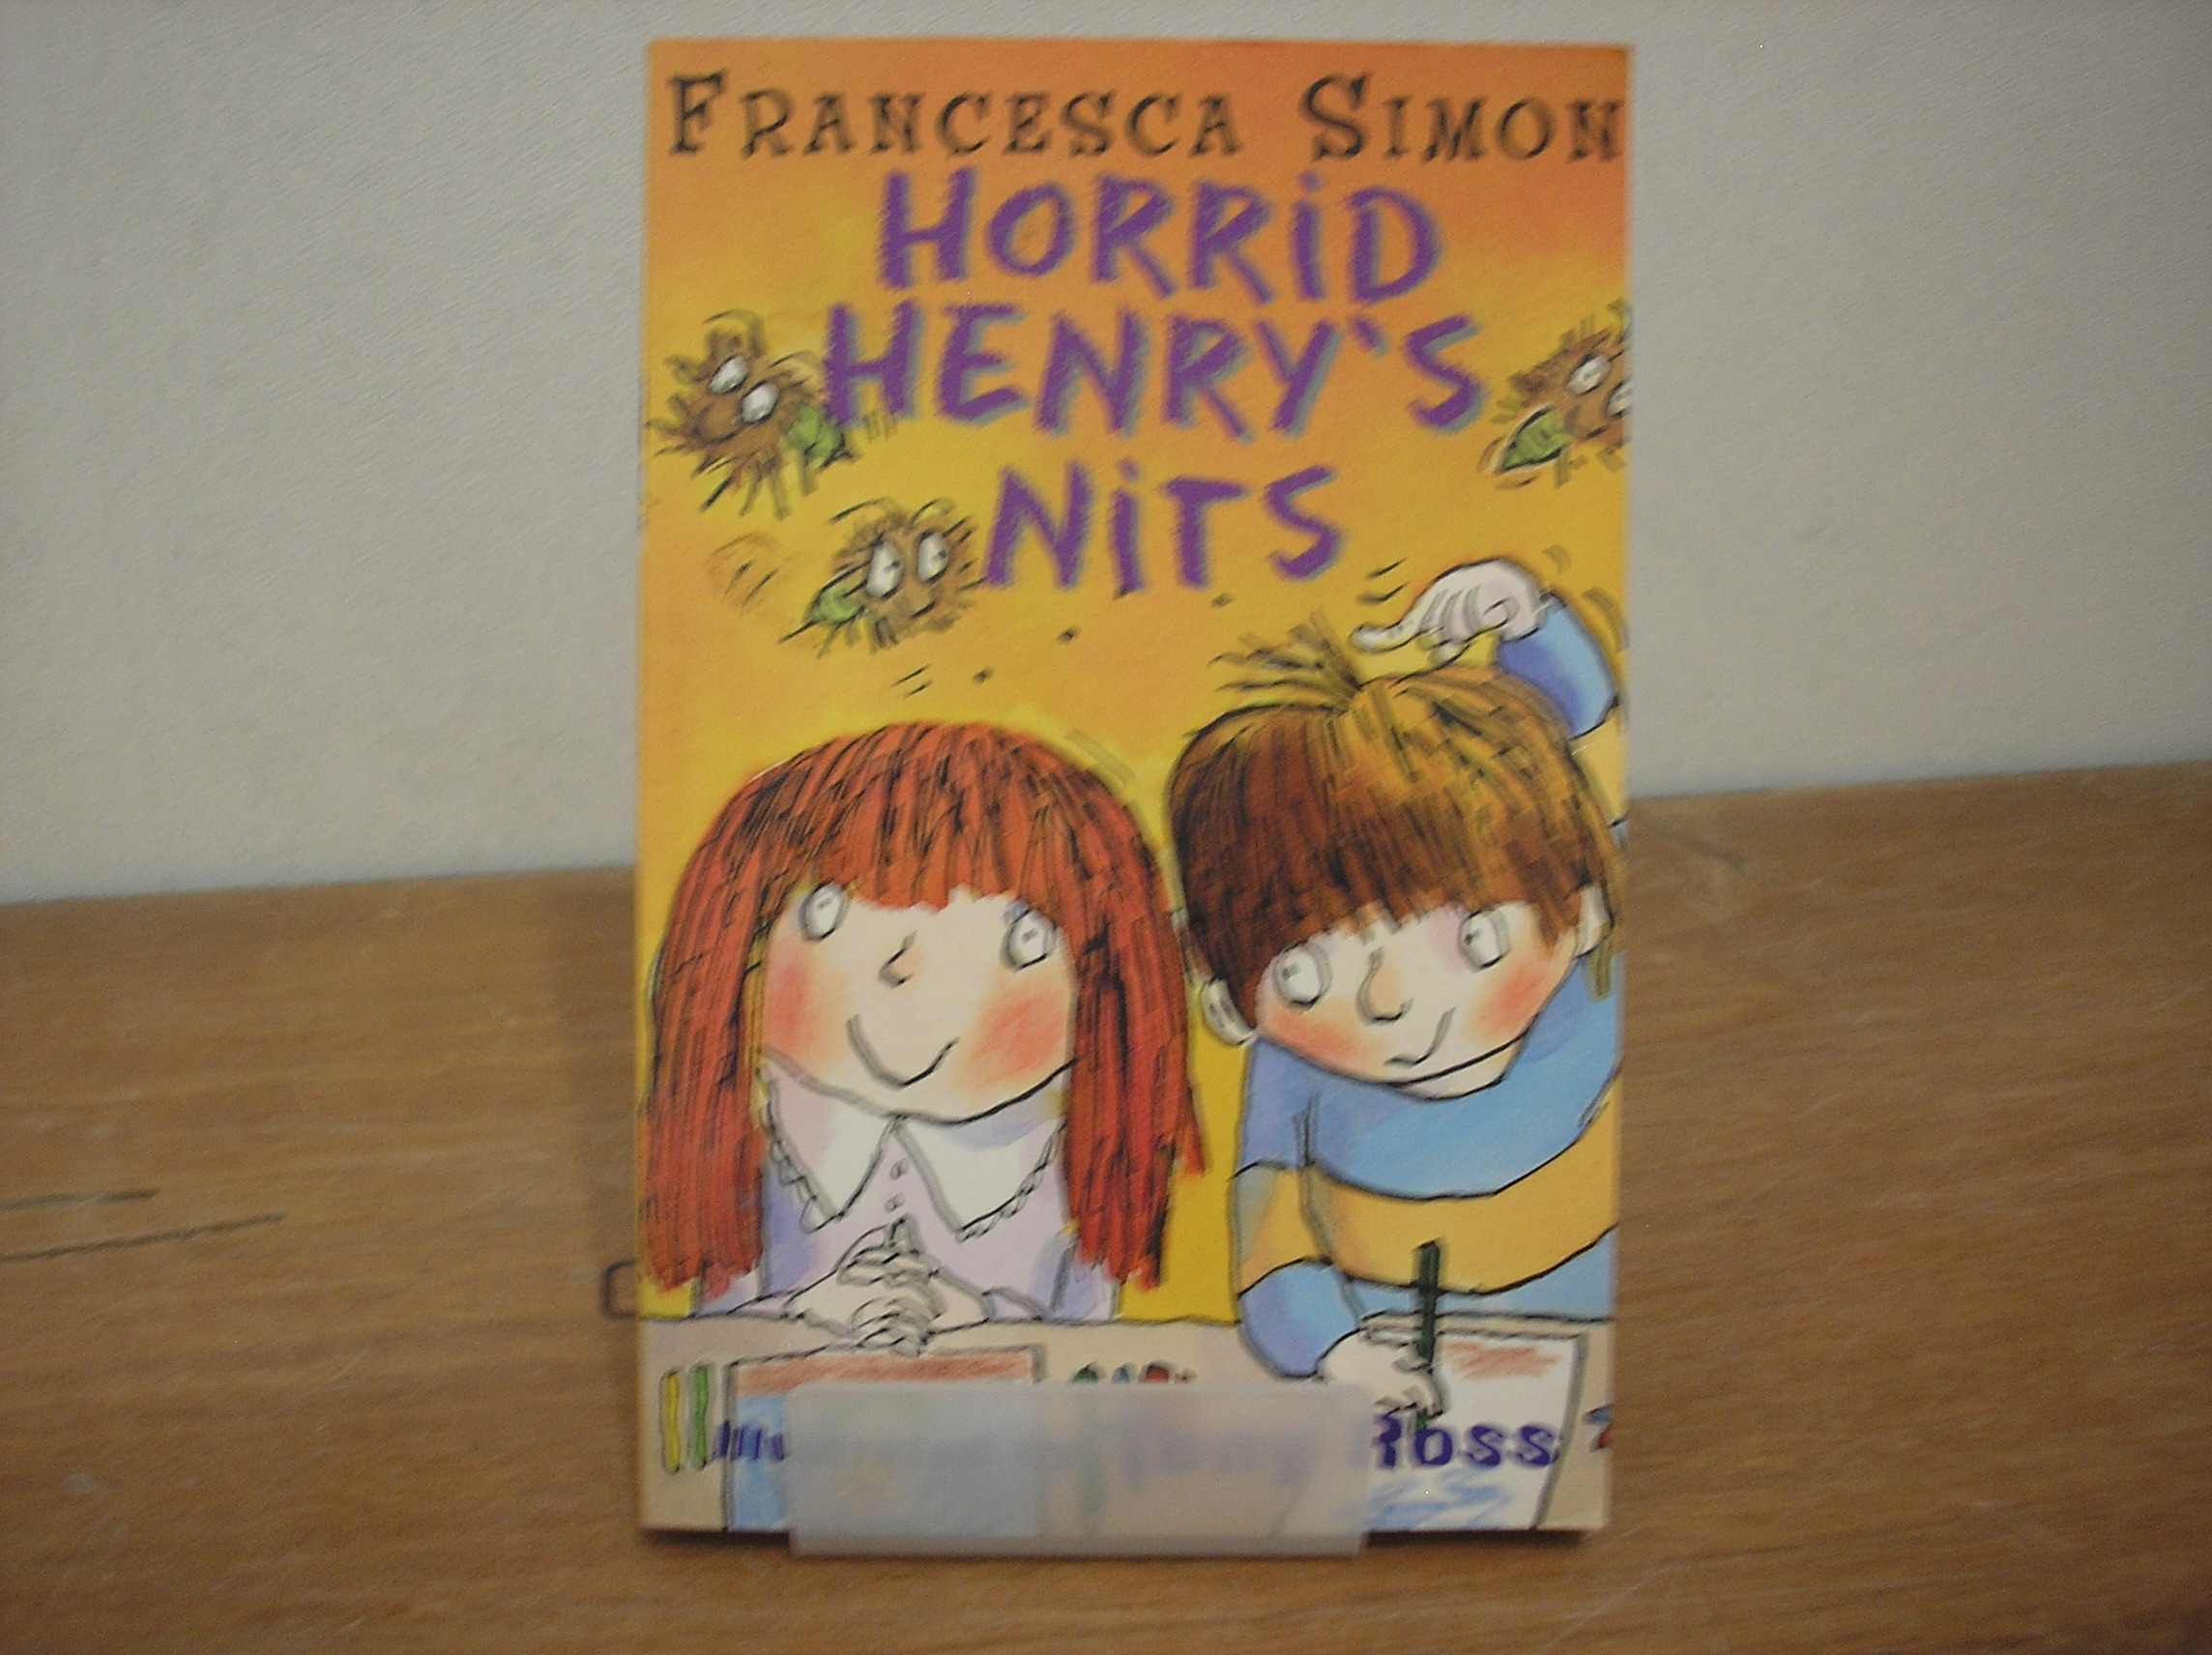 FRANCESCA SIMON
HORRiD
HENRY'S
NiTS
Ross